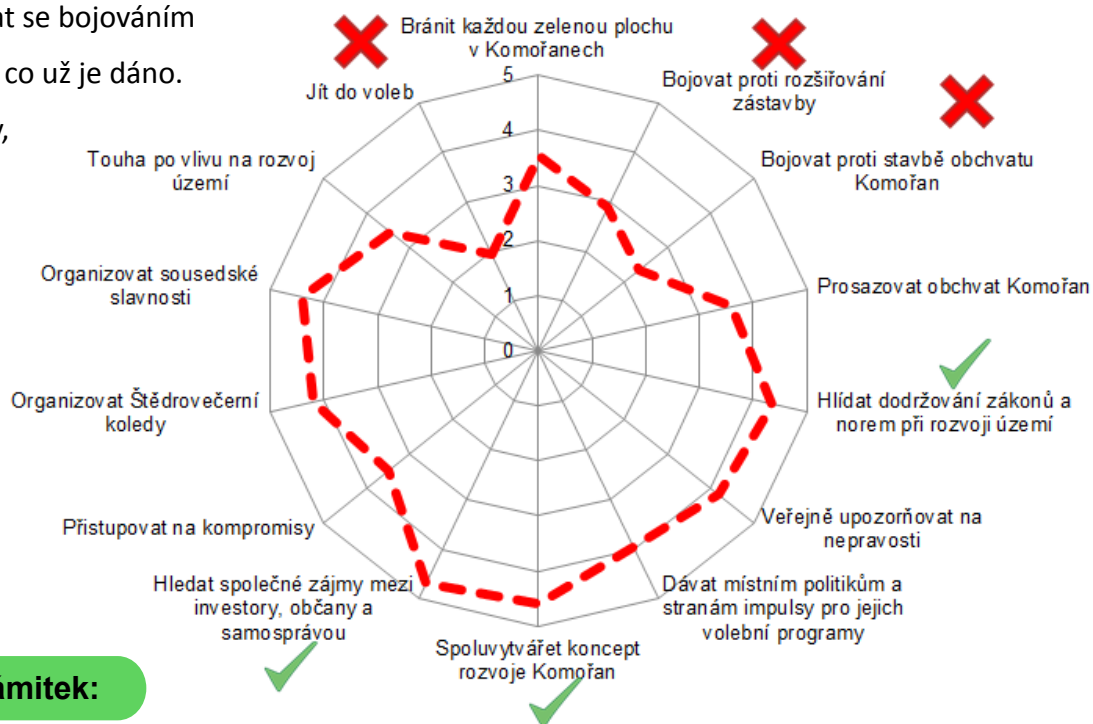 t se bojováním
co už je dáno.
Bránit každou zelenou plochu
v Komořanech
Bojovat proti rozšiřování
zástavby
Bojovat proti stavbě obchvatu
Komořan
Prosazovat obchvat Komořan
Hlídat dodržování zákonů a
norem při rozvoji území
Veřejně upozorňovat na
nepravosti
Dávat místním politikům a
stranám impulsy pro jejich
volební programy
Spoluvytvářet koncept
rozvoje Komořan
Hledat společné zájmy mezi
investory, občany a
samosprávou
Přistupovat na kompromisy
Organizovat Štědrovečerní
koledy
Organizovat sousedské
slavnosti
Touha po vlivu na rozvoj
území
Jít do voleb
5
4
3
2
1
0
ámitek: